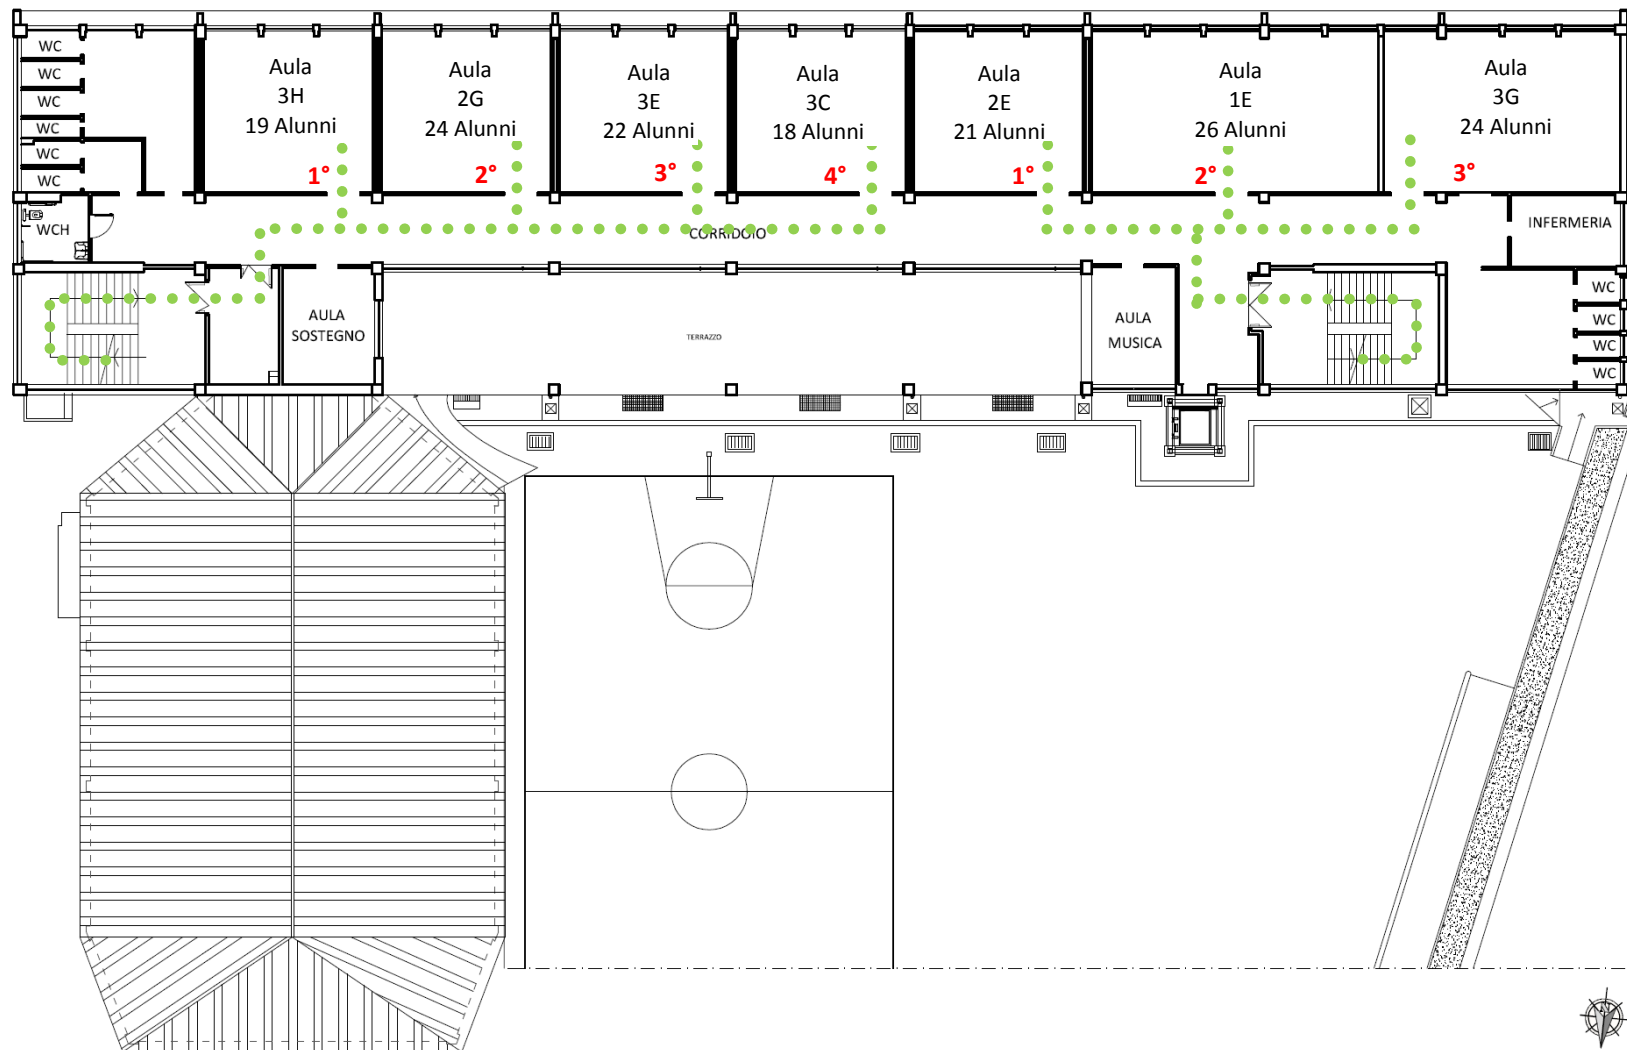 WC
WC
WC
WC
WC
WC
WCH
Aula
3H
19 Alunni
1°
Aula
2G
24 Alunni
2°
Aula
3E
22 Alunni
3°
Aula
3C
18 Alunni
4°
Aula
2E
21 Alunni
1°
Aula
1E
26 Alunni
2°
Aula
3G
24 Alunni
3°
CORRIDOIO
INFERMERIA
AULA
SOSTEGNO
TERRAZZO
AULA
MUSICA
WC
WC
WC
WC